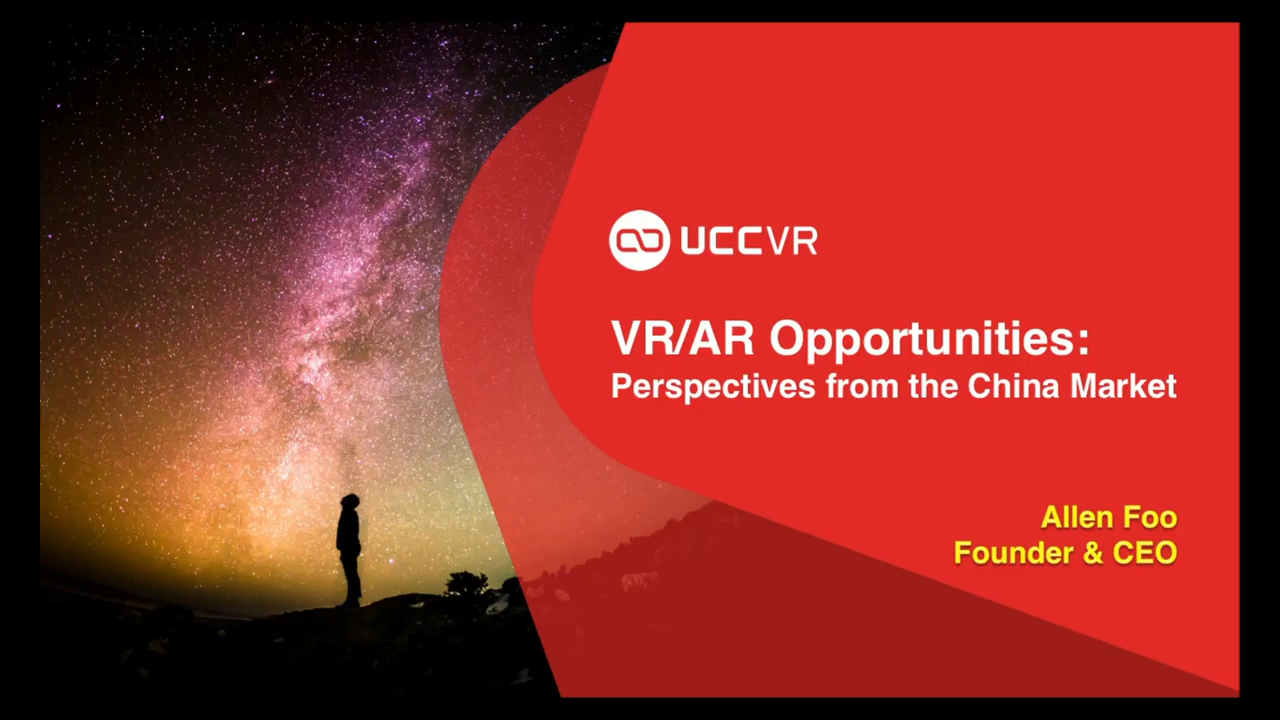 UCCVR
VR/AR Opportunities:
Perspectives from the China Market
Allen Foo
Founder & CEO